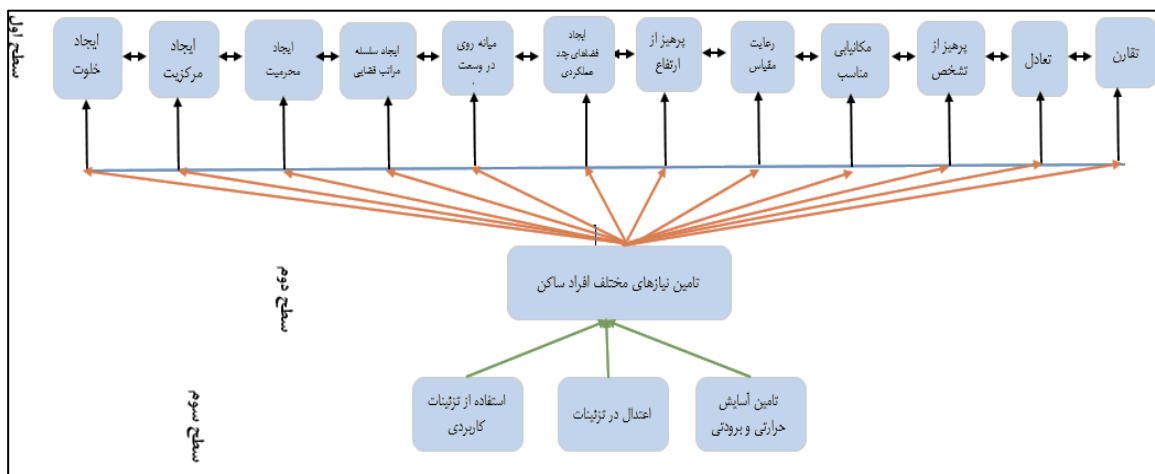 سطح اول
تقارن
تعادل
پرهیز از
تشخص
مکانیابی
مناسب
رعایت
مقیاس
پرهیز از
ارتفاع
ایجاد
فضاهای چند
عملکردی
میانه روی
در وسعت
ایجاد سلسله
مراتب فضایی
ایجاد
محرمیت
ایجاد
مرکزیت
ایجاد
خلوت
سطح دوم
تامین نیازهای مختلف افراد ساکن
سطح سوم
تامین آسایش
حرارتی و برودتی
اعتدال در تزئینات
استفاده از تزئینات
کاربردی